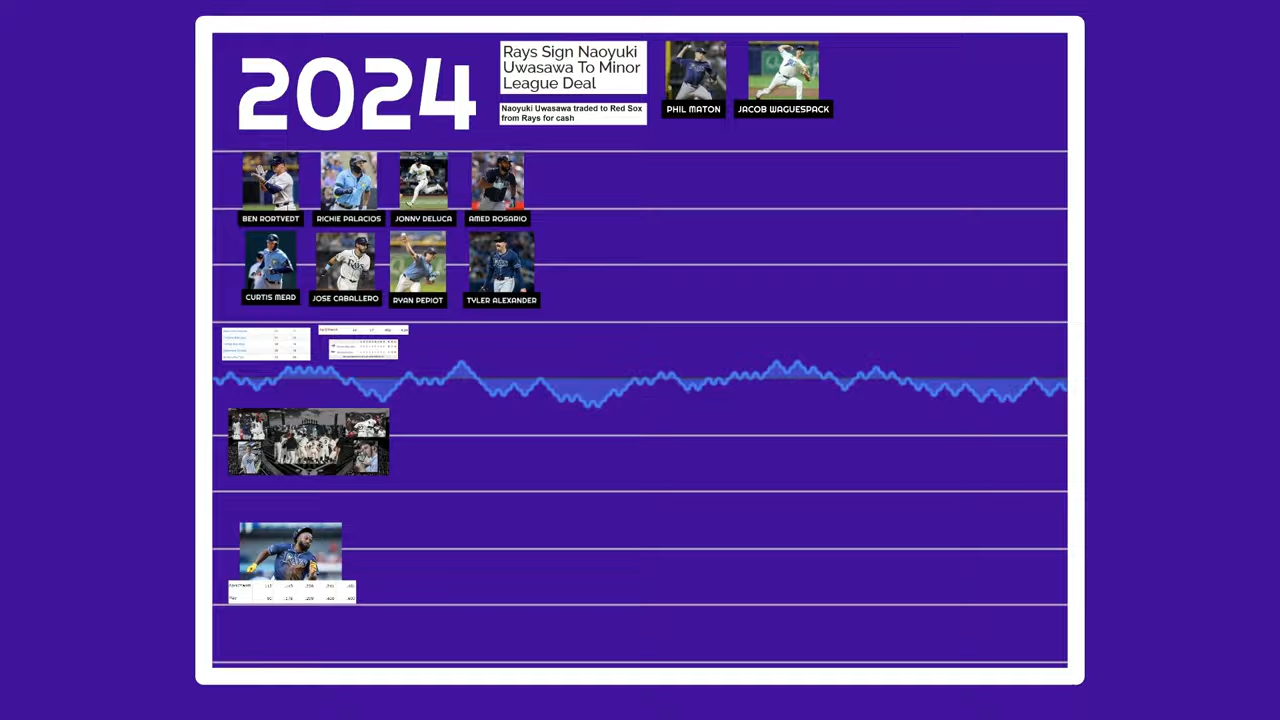 2024
Rays Sign Naoyuki
Uwasawa To Minor
League Deal
Naoyuki Uwasawa traded to Red Sox
from Rays for cash
PHIL MATON
JACOB WAGUESPACK
BEN RORTVEDT
RICHIE PALACIOS
JONNY DELUCA
AMED ROSARIO
CURTIS MEAD
JOSE CABALLERO
RYAN PEPIOT
TYLER ALEXANDER